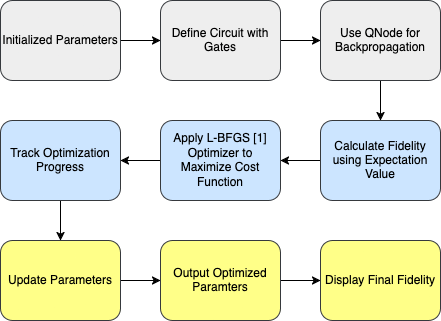 Initialized Parameters
Define Circuit with
Gates
Use QNode for
Backpropagation
Calculate Fidelity
using Expectation
Value
Apply L-BFGS [1]
Optimizer to
Maximize Cost
Function
Track Optimization
Progress
Update Parameters
Output Optimized
Paramters
Display Final Fidelity